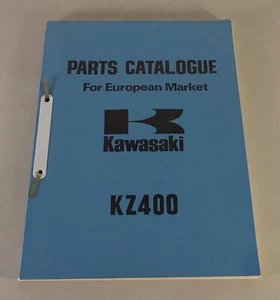 PARTS CATALOGUE
For European Market
Kawasaki
KZ400